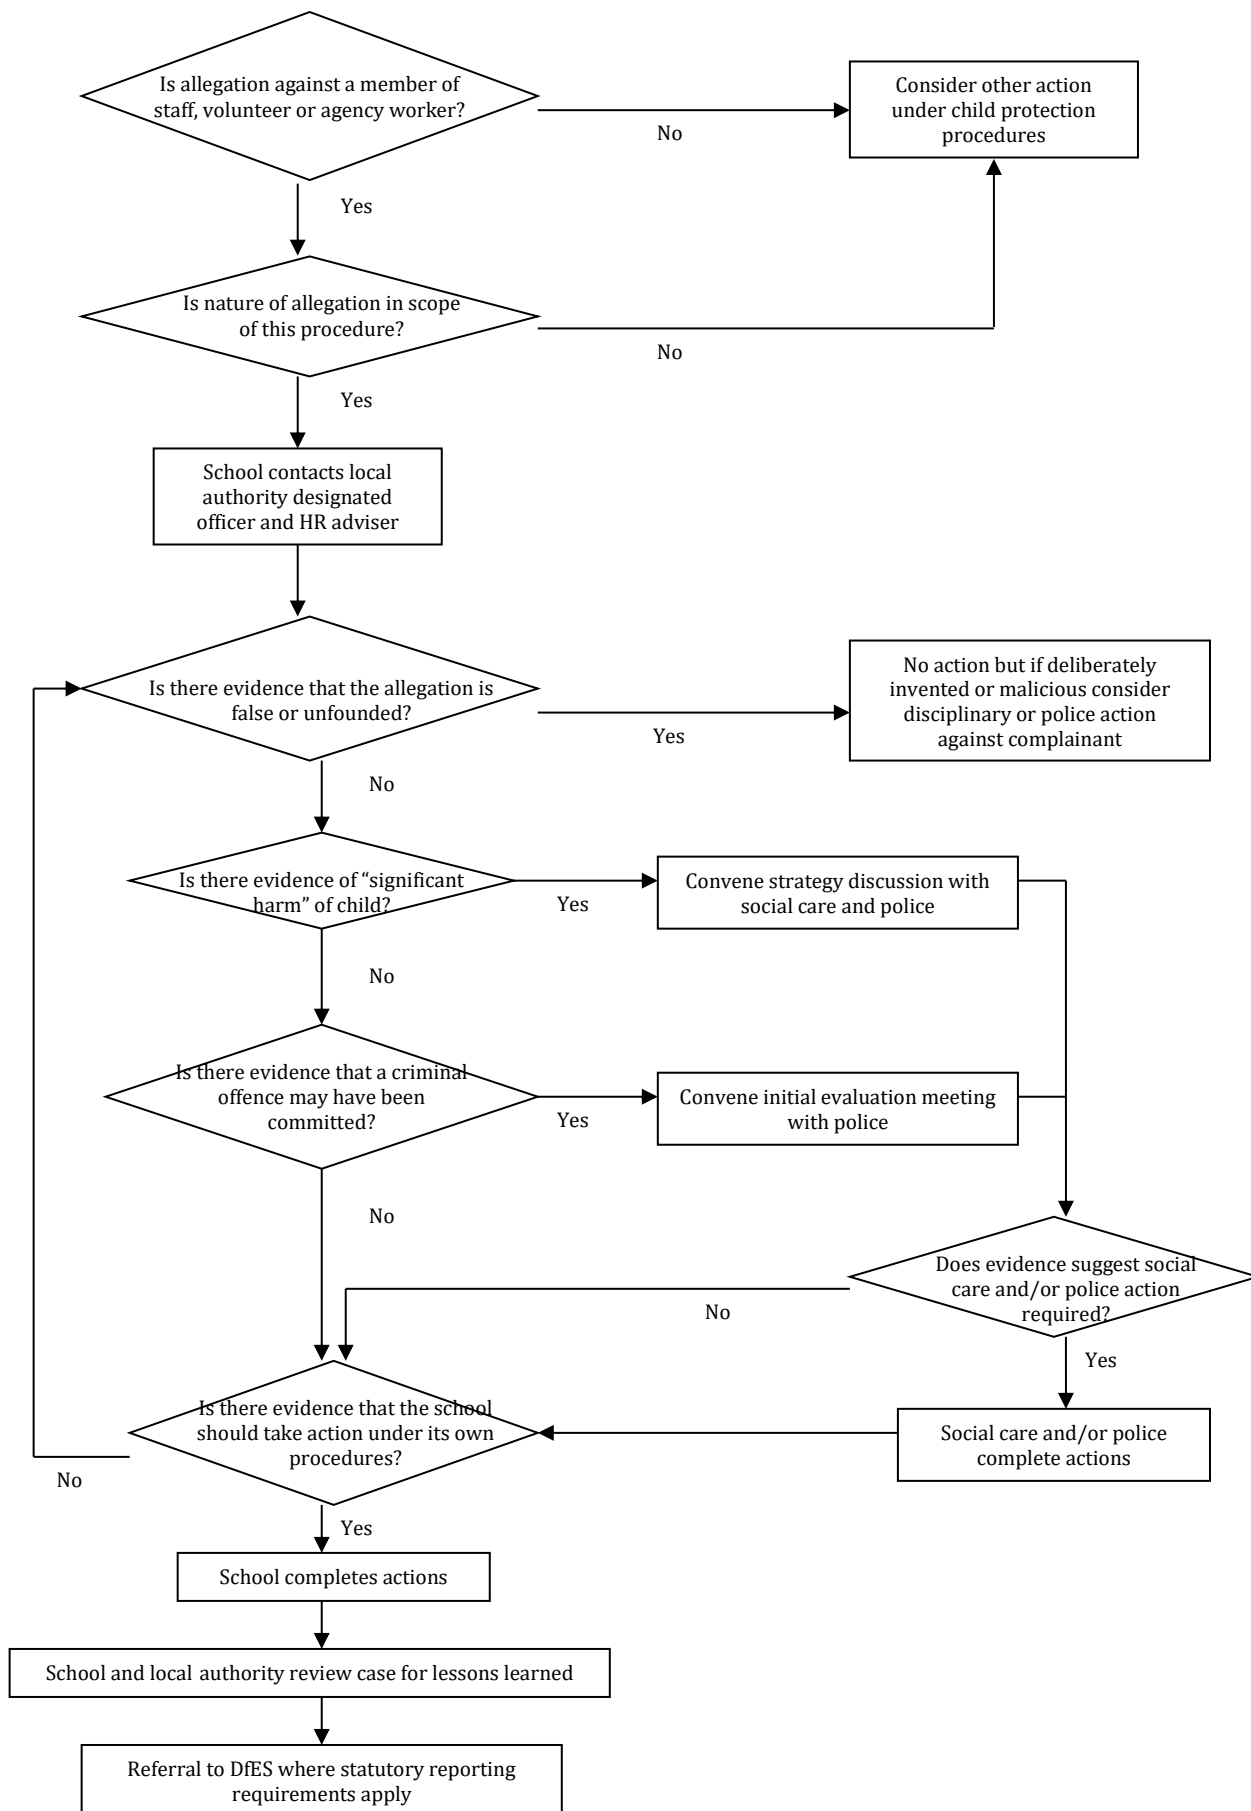 Is allegation against a member of
staff, volunteer or agency worker?
Consider other action
under child protection
procedures
No
Yes
Is nature of allegation in scope
of this procedure?
No
Yes
School contacts local
authority designated
officer and HR adviser
Is there evidence that the allegation is
false or unfounded?
No action but if deliberately
invented or malicious consider
disciplinary or police action
against complainant
Yes
No
Is there evidence of “significant
harm” of child?
Yes
Convene strategy discussion with
social care and police
No
Is there evidence that a criminal
offence may have been
committed?
Yes
Convene initial evaluation meeting
with police
No
Does evidence suggest social
care and/or police action
required?
No
Yes
Is there evidence that the school
should take action under its own
procedures?
Social care and/or police
complete actions
No
Yes
School completes actions
School and local authority review case for lessons learned
Referral to DfES where statutory reporting
requirements apply